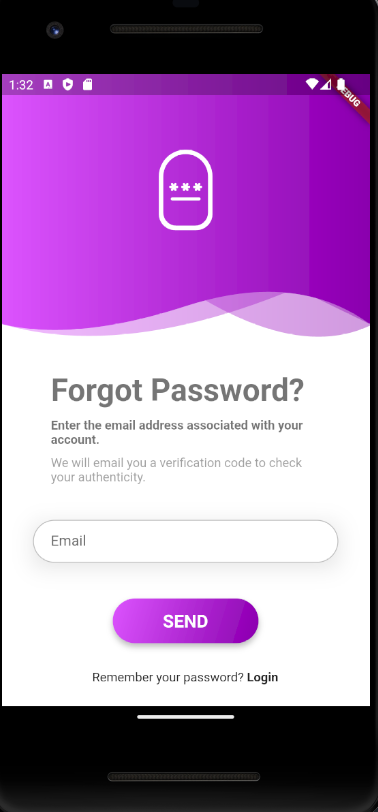 1:32
DEBUG
***
Forgot Password?
Enter the email address associated with your
account.
We will email you a verification code to check
your authenticity.
Email
SEND
Remember your password? Login